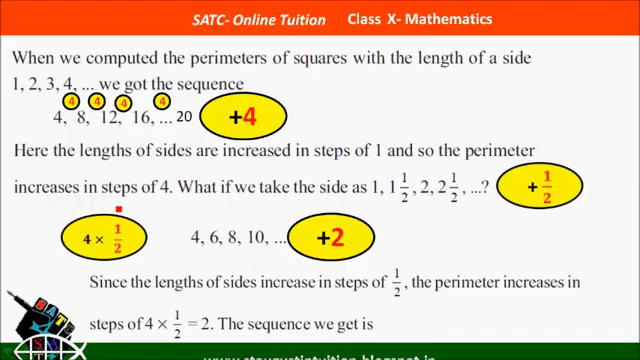 SATC- Online Tuition Class X- Mathematics
When we computed the perimeters of squares with the length of a side
1, 2, 3, 4, ... we got the sequence
4 4 4 4
4, 8, 12, 16, ... 20 +4
Here the lengths of sides are increased in steps of 1 and so the perimeter
increases in steps of 4. What if we take the side as 1, 1 1/2, 2, 2 1/2, ...? + 1/2
4 × 1/2 4, 6, 8, 10, ... +2
Since the lengths of sides increase in steps of 1/2, the perimeter increases in
steps of 4 × 1/2 = 2. The sequence we get is
SATS